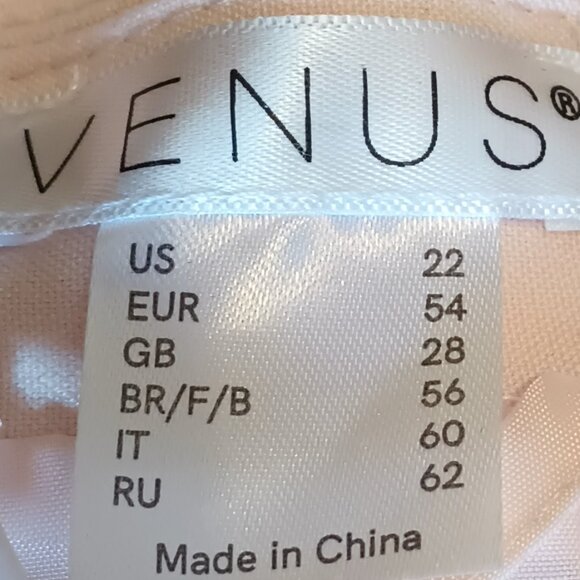 VENUS®
US 22
EUR 54
GB 28
BR/F/B 56
IT 60
RU 62
Made in China